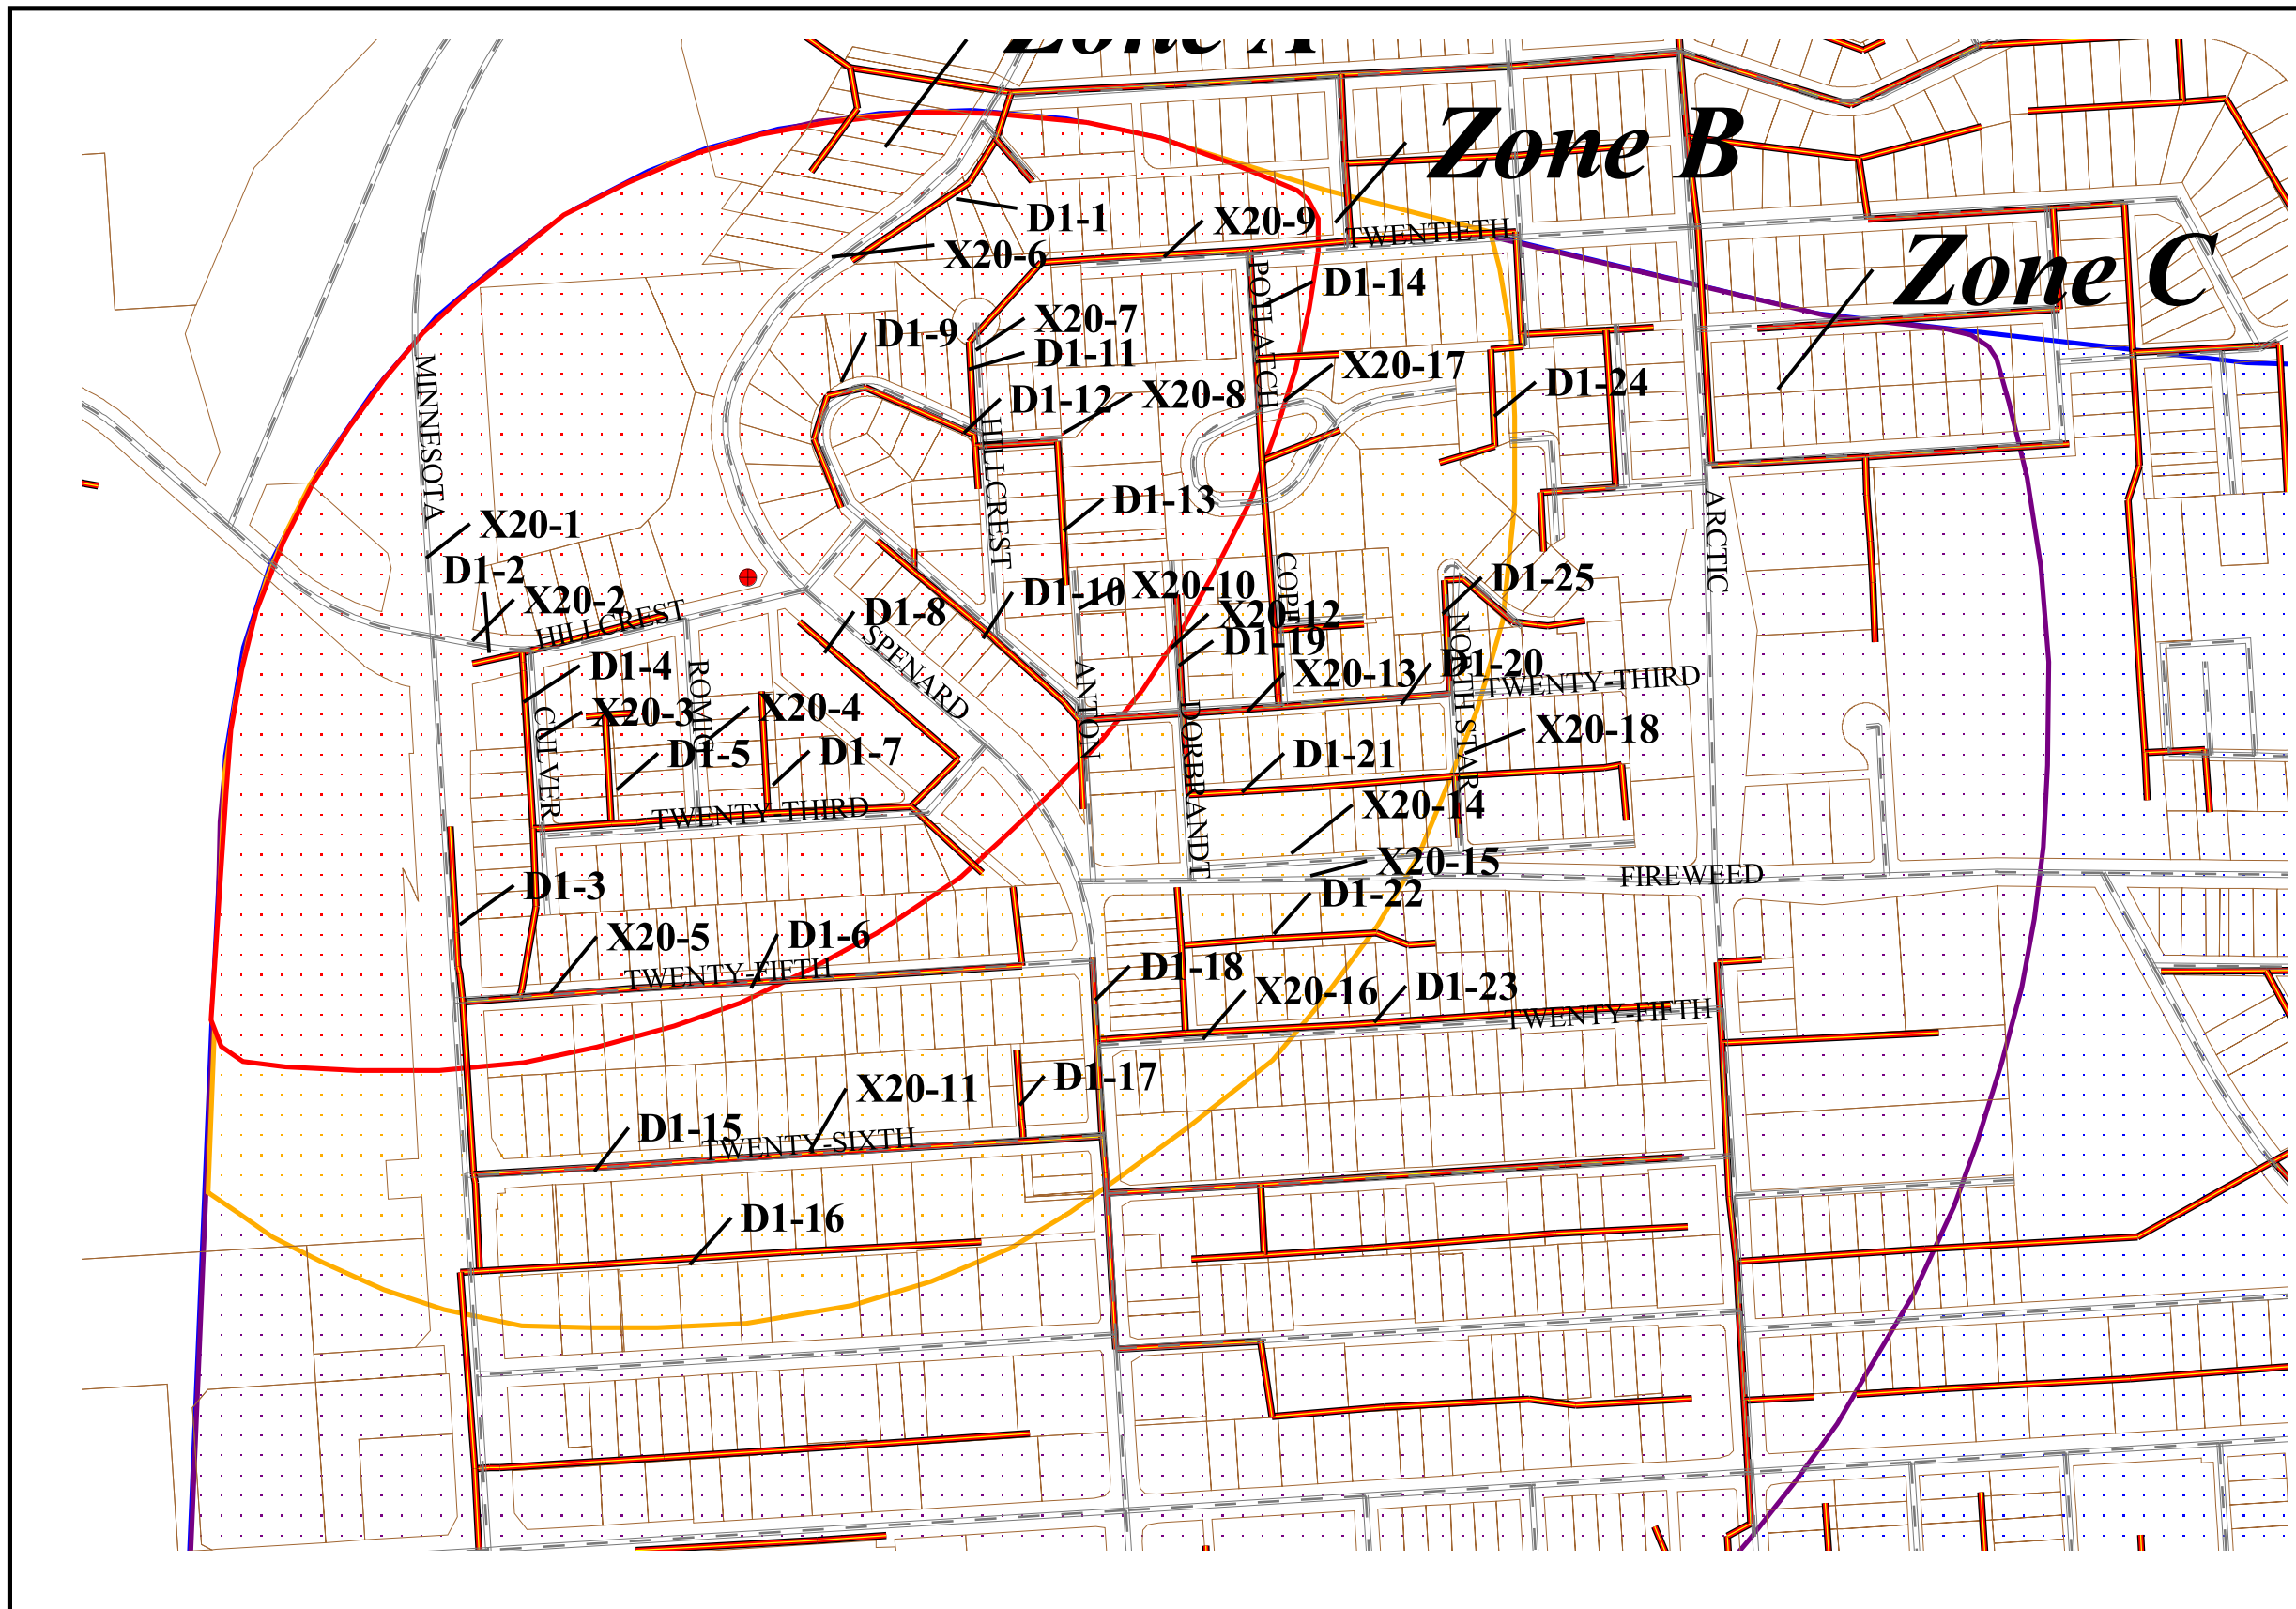 Zone A
Zone B
D1-1
X20-9
TWENTIETH
X20-6
Zone C
D1-14
POTLATCH
X20-7
D1-9
D1-11
X20-17
D1-24
MINNESOTA
D1-12
X20-8
HILLCREST
D1-13
ARCTIC
X20-1
D1-2
X20-2
HILLCREST
D1-8
SPENARD
D1-10
X20-10
COPE
X20-12
D1-19
D1-25
NORTH STAR
D1-4
ROMIG
ANTON
X20-13
D1-20
TWENTY-THIRD
X20-3
CULVER
X20-4
D1-5
D1-7
DORBRANDT
X20-18
D1-21
TWENTY-THIRD
X20-14
X20-15
FIREWEED
D1-3
D1-22
X20-5
D1-6
TWENTY-FIFTH
D1-18
X20-16
D1-23
TWENTY-FIFTH
X20-11
D1-17
D1-15
TWENTY-SIXTH
D1-16